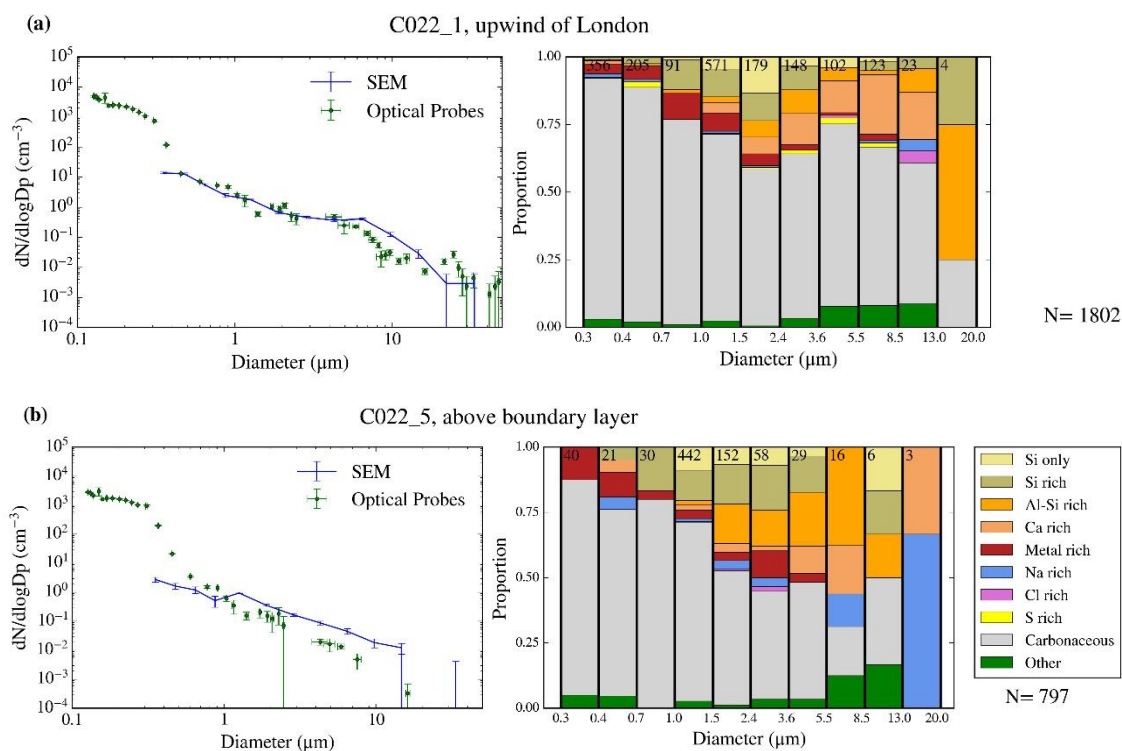 (a) C022_1, upwind of London
SEM
Optical Probes
10⁵
10⁴
10³
10²
10¹
10⁰
10⁻¹
10⁻²
10⁻³
10⁻⁴
dN/dlogDp (cm⁻³)
0.1 1 10
Diameter (µm)
356 205 91 571 179 148 102 123 23 4
1.00
0.75
0.50
0.25
0.00
Proportion
0.3 0.4 0.7 1.0 1.5 2.4 3.6 5.5 8.5 13.0 20.0
Diameter (µm)
N= 1802
(b) C022_5, above boundary layer
SEM
Optical Probes
10⁵
10⁴
10³
10²
10¹
10⁰
10⁻¹
10⁻²
10⁻³
10⁻⁴
dN/dlogDp (cm⁻³)
0.1 1 10
Diameter (µm)
40 21 30 442 152 58 29 16 6 3
1.00
0.75
0.50
0.25
0.00
Proportion
0.3 0.4 0.7 1.0 1.5 2.4 3.6 5.5 8.5 13.0 20.0
Diameter (µm)
Si only
Si rich
Al-Si rich
Ca rich
Metal rich
Na rich
Cl rich
S rich
Carbonaceous
Other
N= 797